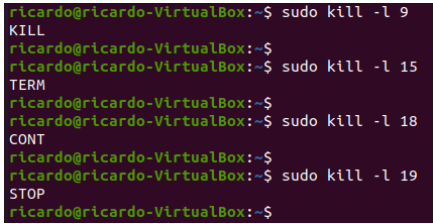 ricardo@ricardo-VirtualBox:~$ sudo kill -l 9
KILL
ricardo@ricardo-VirtualBox:~$
ricardo@ricardo-VirtualBox:~$ sudo kill -l 15
TERM
ricardo@ricardo-VirtualBox:~$
ricardo@ricardo-VirtualBox:~$ sudo kill -l 18
CONT
ricardo@ricardo-VirtualBox:~$
ricardo@ricardo-VirtualBox:~$ sudo kill -l 19
STOP
ricardo@ricardo-VirtualBox:~$